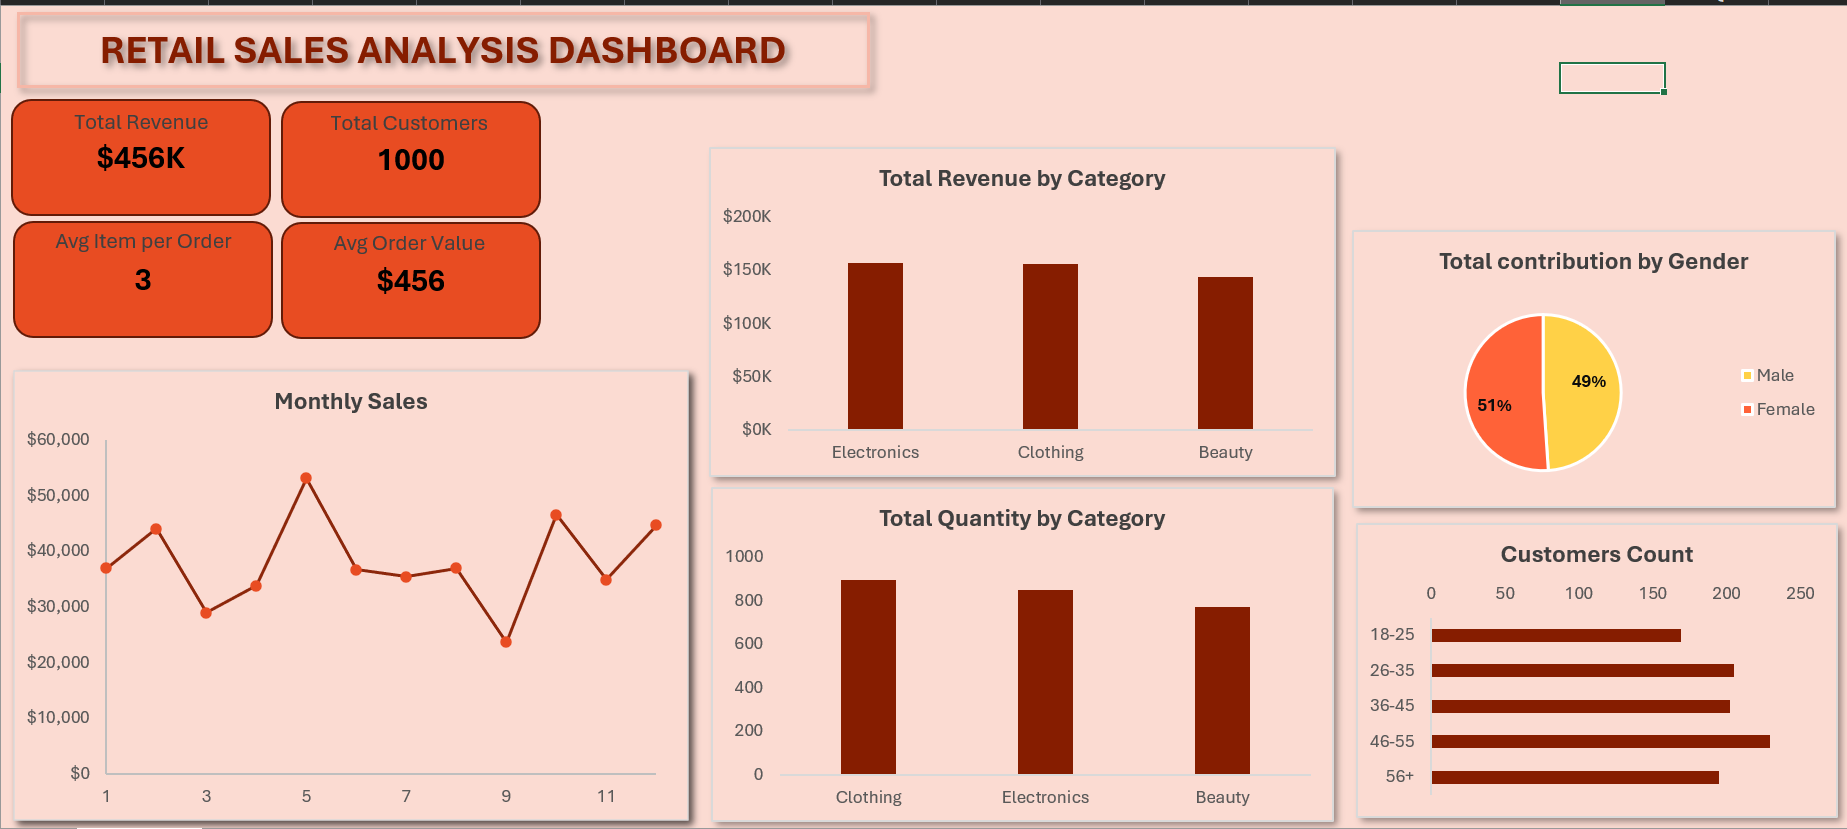 RETAIL SALES ANALYSIS DASHBOARD
Total Revenue
$456K
Total Customers
1000
Avg Item per Order
3
Avg Order Value
$456
Monthly Sales
$60,000
$50,000
$40,000
$30,000
$20,000
$10,000
$0
1 3 5 7 9 11
Total Revenue by Category
$200K
$150K
$100K
$50K
$0K
Electronics Clothing Beauty
Total Quantity by Category
1000
800
600
400
200
0
Clothing Electronics Beauty
Total contribution by Gender
49%
51%
Male
Female
Customers Count
0 50 100 150 200 250
18-25
26-35
36-45
46-55
56+